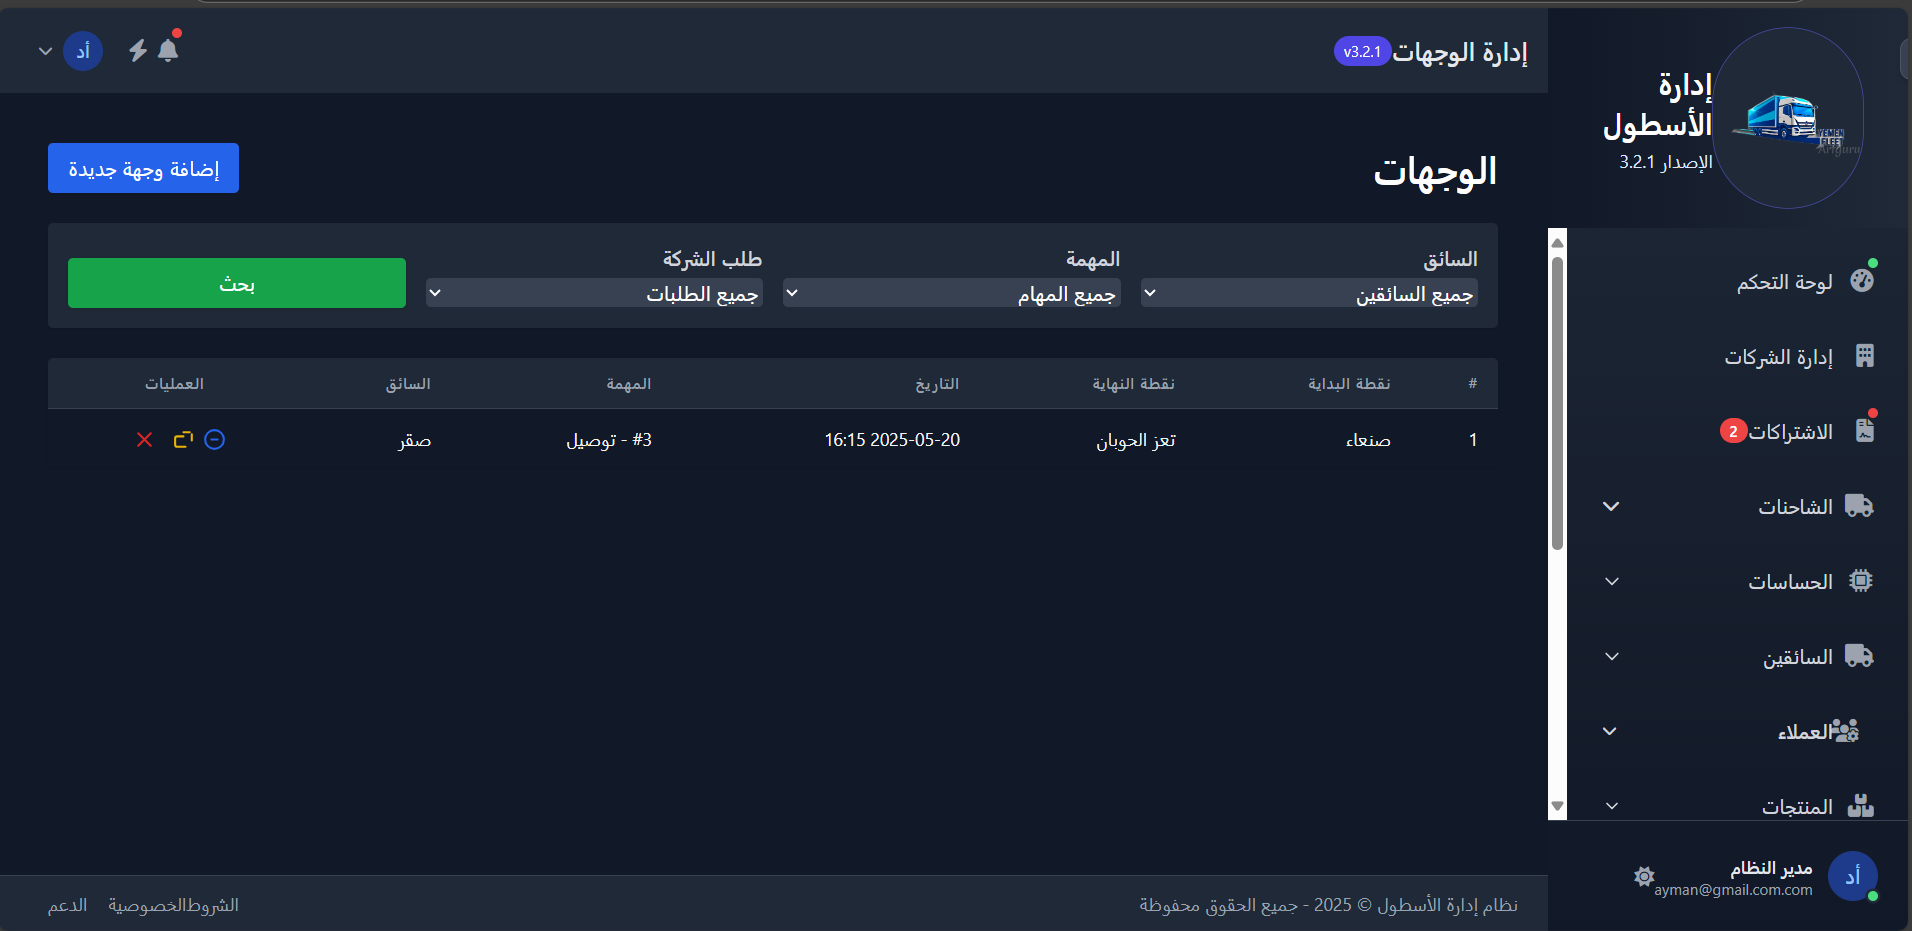 إدارة الأسطول
الإصدار 3.2.1
YEMEN
FLEET
Artguru
لوحة التحكم
إدارة الشركات
الاشتراكات 2
الشاحنات
الحساسات
السائقين
العملاء
المنتجات
أد
مدير النظام
ayman@gmail.com.com
إدارة الوجهات v3.2.1
أد
الوجهات
إضافة وجهة جديدة
السائق
جميع السائقين
المهمة
جميع المهام
طلب الشركة
جميع الطلبات
بحث
# نقطة البداية نقطة النهاية التاريخ المهمة السائق العمليات
1 صنعاء تعز الحوبان 2025-05-20 16:15 #3 - توصيل صقر
نظام إدارة الأسطول © 2025 - جميع الحقوق محفوظة
الشروط الخصوصية الدعم